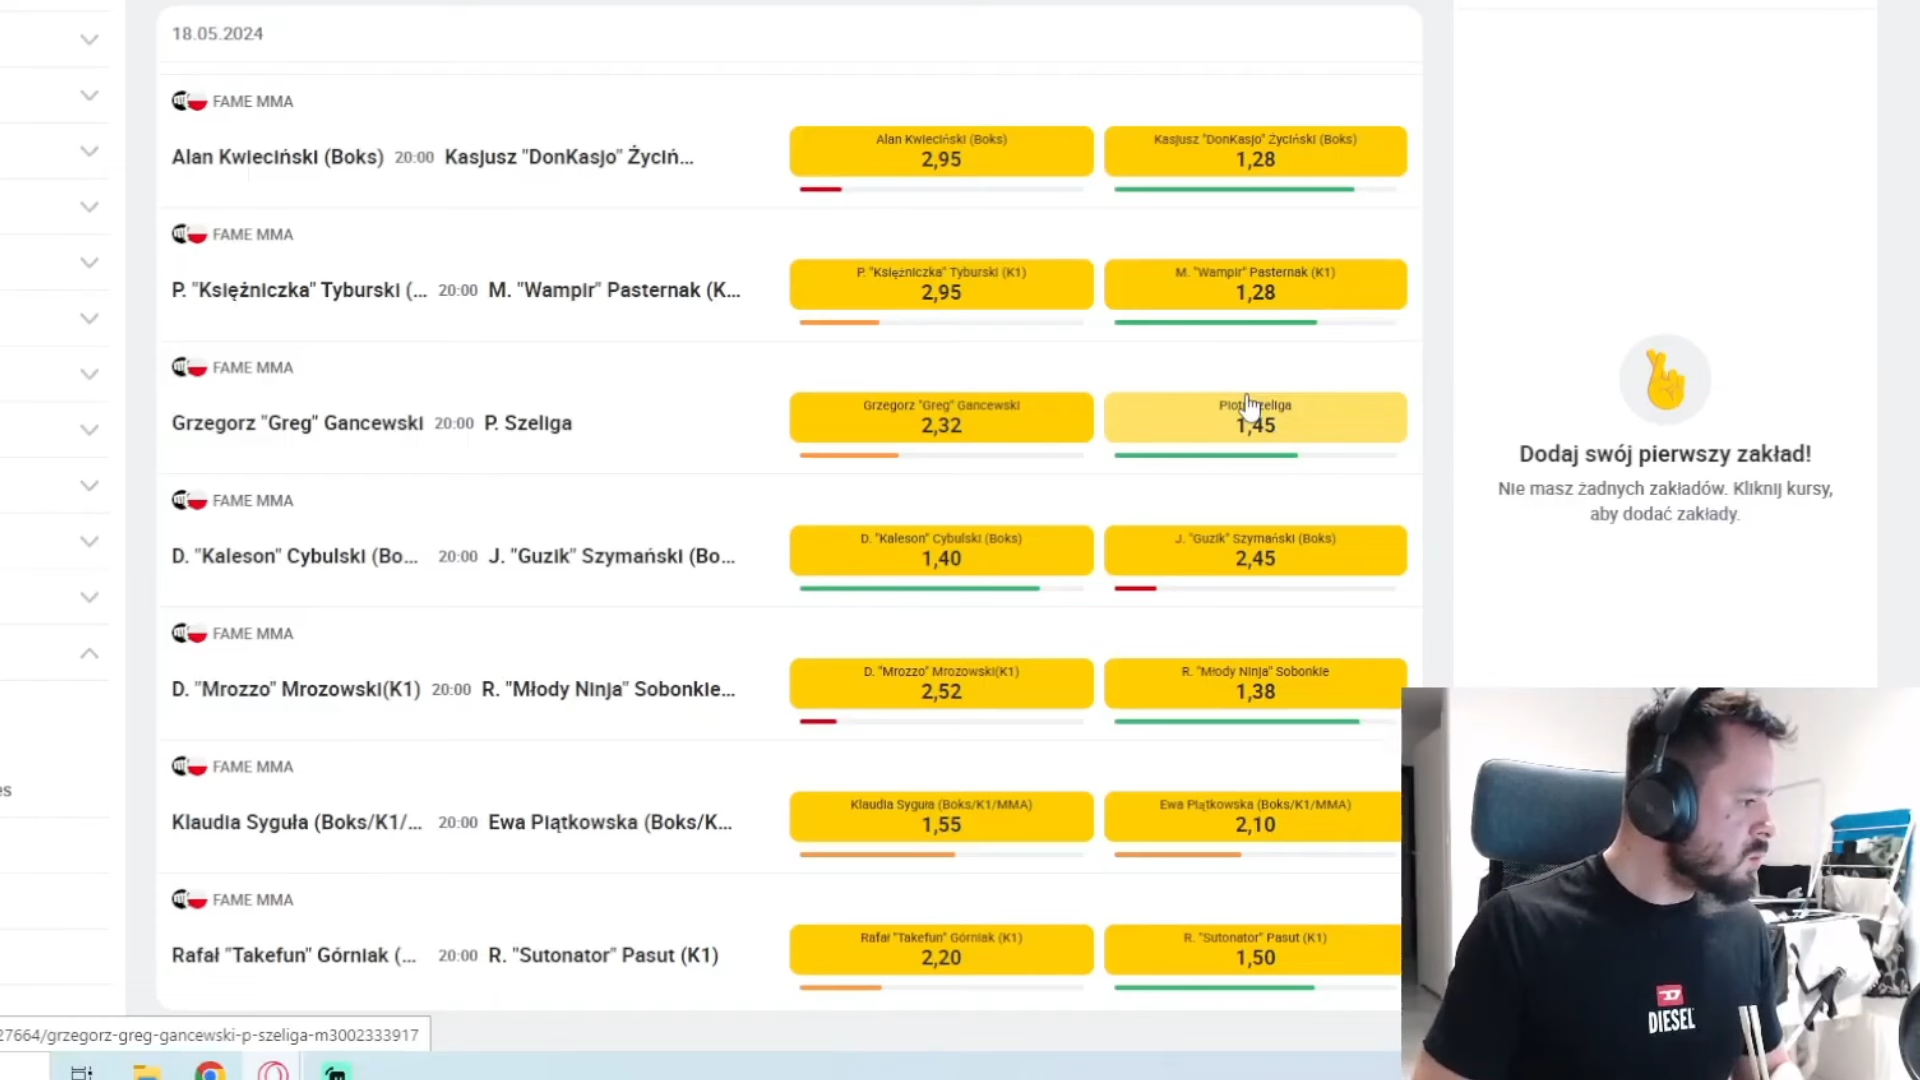 18.05.2024
FAME MMA
Alan Kwieciński (Boks) 20:00 Kasjusz "DonKasjo" Życiń...
Alan Kwieciński (Boks)
2,95
Kasjusz "DonKasjo" Życiński (Boks)
1,28
FAME MMA
P. "Księżniczka" Tyburski (... 20:00 M. "Wampir" Pasternak (K...
P. "Księżniczka" Tyburski (K1)
2,95
M. "Wampir" Pasternak (K1)
1,28
FAME MMA
Grzegorz "Greg" Gancewski 20:00 P. Szeliga
Grzegorz "Greg" Gancewski
2,32
1,45
FAME MMA
D. "Kaleson" Cybulski (Bo... 20:00 J. "Guzik" Szymański (Bo...
D. "Kaleson" Cybulski (Boks)
1,40
J. "Guzik" Szymański (Boks)
2,45
FAME MMA
D. "Mrozzo" Mrozowski(K1) 20:00 R. "Młody Ninja" Sobonkie...
D. "Mrozzo" Mrozowski(K1)
2,52
R. "Młody Ninja" Sobonkie
1,38
FAME MMA
Klaudia Syguła (Boks/K1/... 20:00 Ewa Piątkowska (Boks/K...
Klaudia Syguła (Boks/K1/MMA)
1,55
Ewa Piątkowska (Boks/K1/MMA)
2,10
FAME MMA
Rafał "Takefun" Górniak (... 20:00 R. "Sutonator" Pasut (K1)
Rafał "Takefun" Górniak (K1)
2,20
R. "Sutonator" Pasut (K1)
1,50
Dodaj swój pierwszy zakład!
Nie masz żadnych zakładów. Kliknij kursy,
aby dodać zakłady.
es
27664/grzegorz-greg-gancewski-p-szeliga-m3002333917
DIESEL